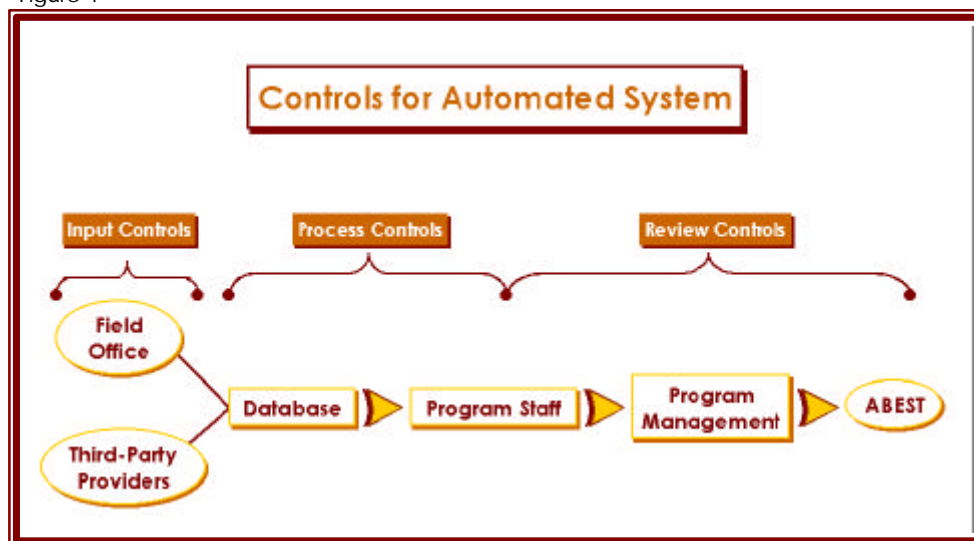 Controls for Automated System
Input Controls
Process Controls
Review Controls
Field
Office
Database
Program Staff
Program
Management
ABEST
Third-Party
Providers